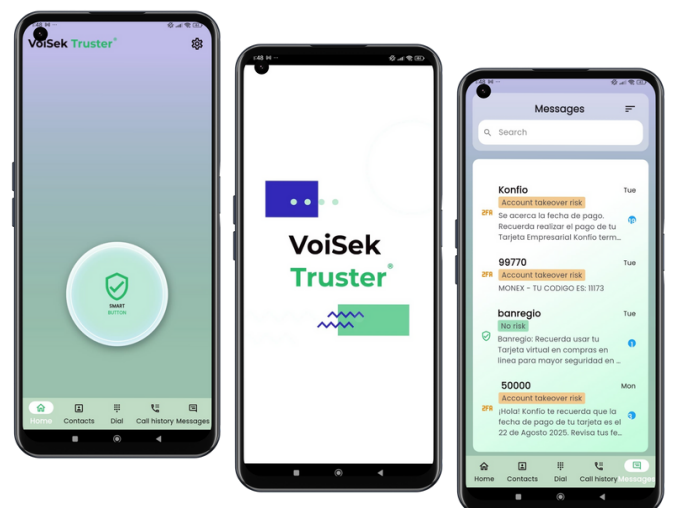 VoiSek Truster
SMART
BUTTON
Home
Contacts
Dial
Call history
Messages
VoiSek
Truster
Messages
Search
Konfio
Tue
Account takeover risk
2FA
Se acerca la fecha de pago.
Recuerda realizar el pago de tu
Tarjeta Empresarial Konfio term...
99770
Tue
2FA
Account takeover risk
MONEX - TU CODIGO ES: 11173
banregio
Tue
No risk
Banregio: Recuerda usar tu
Tarjeta virtual en compras en
línea para mayor seguridad en ...
50000
Mon
Account takeover risk
2FA
¡Hola! Konfio te recuerda que la
fecha de pago de tu tarjeta es el
22 de Agosto 2025. Revisa tus fe...
Home
Contacts
Dial
Call history
Messages